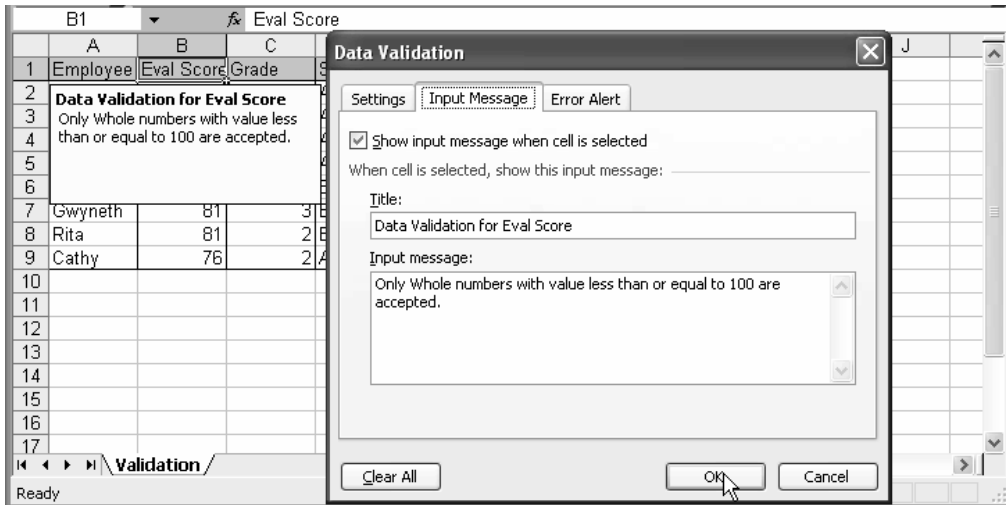 B1 fx Eval Score
A B C J
1 Employee Eval Score Grade
2
3
4
5
6
Data Validation for Eval Score
Only Whole numbers with value less
than or equal to 100 are accepted.
7 Gwyneth 81 3
8 Rita 81 2
9 Cathy 76 2
10
11
12
13
14
15
16
17
Validation
Ready
Data Validation
Settings Input Message Error Alert
Show input message when cell is selected
When cell is selected, show this input message:
Title:
Data Validation for Eval Score
Input message:
Only Whole numbers with value less than or equal to 100 are
accepted.
Clear All OK Cancel